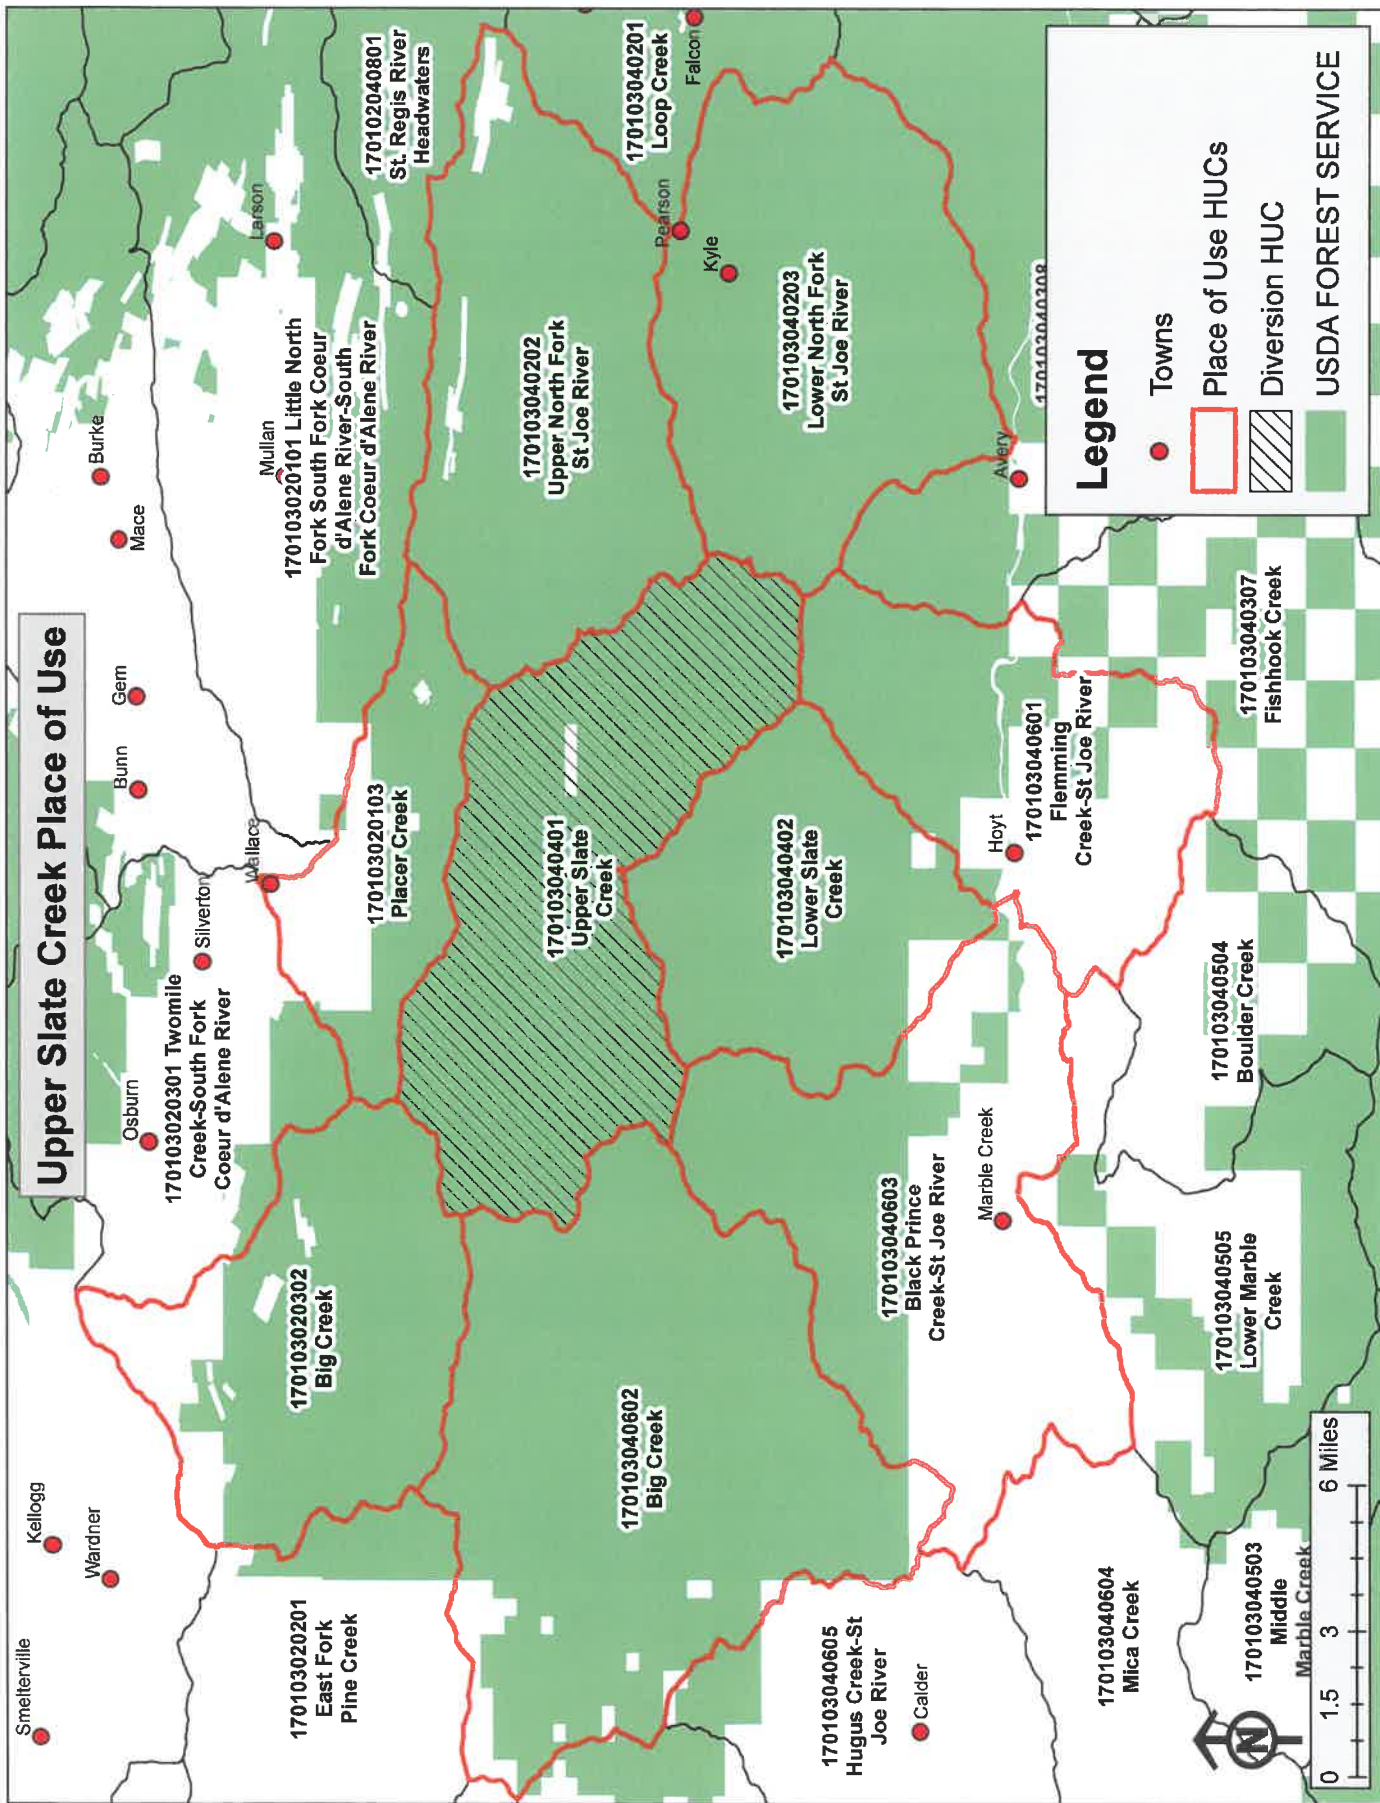 Upper Slate Creek Place of Use
Smelterville
Kellogg
Wardner
Osburn
Silverton
Wallace
Bunn
Gem
Mace
Burke
Mullan
Larson
170103020301 Twomile
Creek-South Fork
Coeur d'Alene River
170103020101 Little North
Fork South Fork Coeur
d'Alene River-South
Fork Coeur d'Alene River
170102040801
St. Regis River
Headwaters
170103020201
East Fork
Pine Creek
170103020302
Big Creek
170103020103
Placer Creek
170103040202
Upper North Fork
St Joe River
170103040201
Loop Creek
Falcon
Pearson
Kyle
170103040602
Big Creek
170103040401
Upper Slate
Creek
170103040402
Lower Slate
Creek
170103040203
Lower North Fork
St Joe River
170103040605
Hugus Creek-St
Joe River
Calder
170103040603
Black Prince
Creek-St Joe River
Marble Creek
Hoyt
170103040601
Flemming
Creek-St Joe River
Avery
170103040308
170103040604
Mica Creek
170103040503
Middle
Marble Creek
170103040505
Lower Marble
Creek
170103040504
Boulder Creek
170103040307
Fishhook Creek
N
0 1.5 3 6 Miles
Legend
Towns
Place of Use HUCs
Diversion HUC
USDA FOREST SERVICE